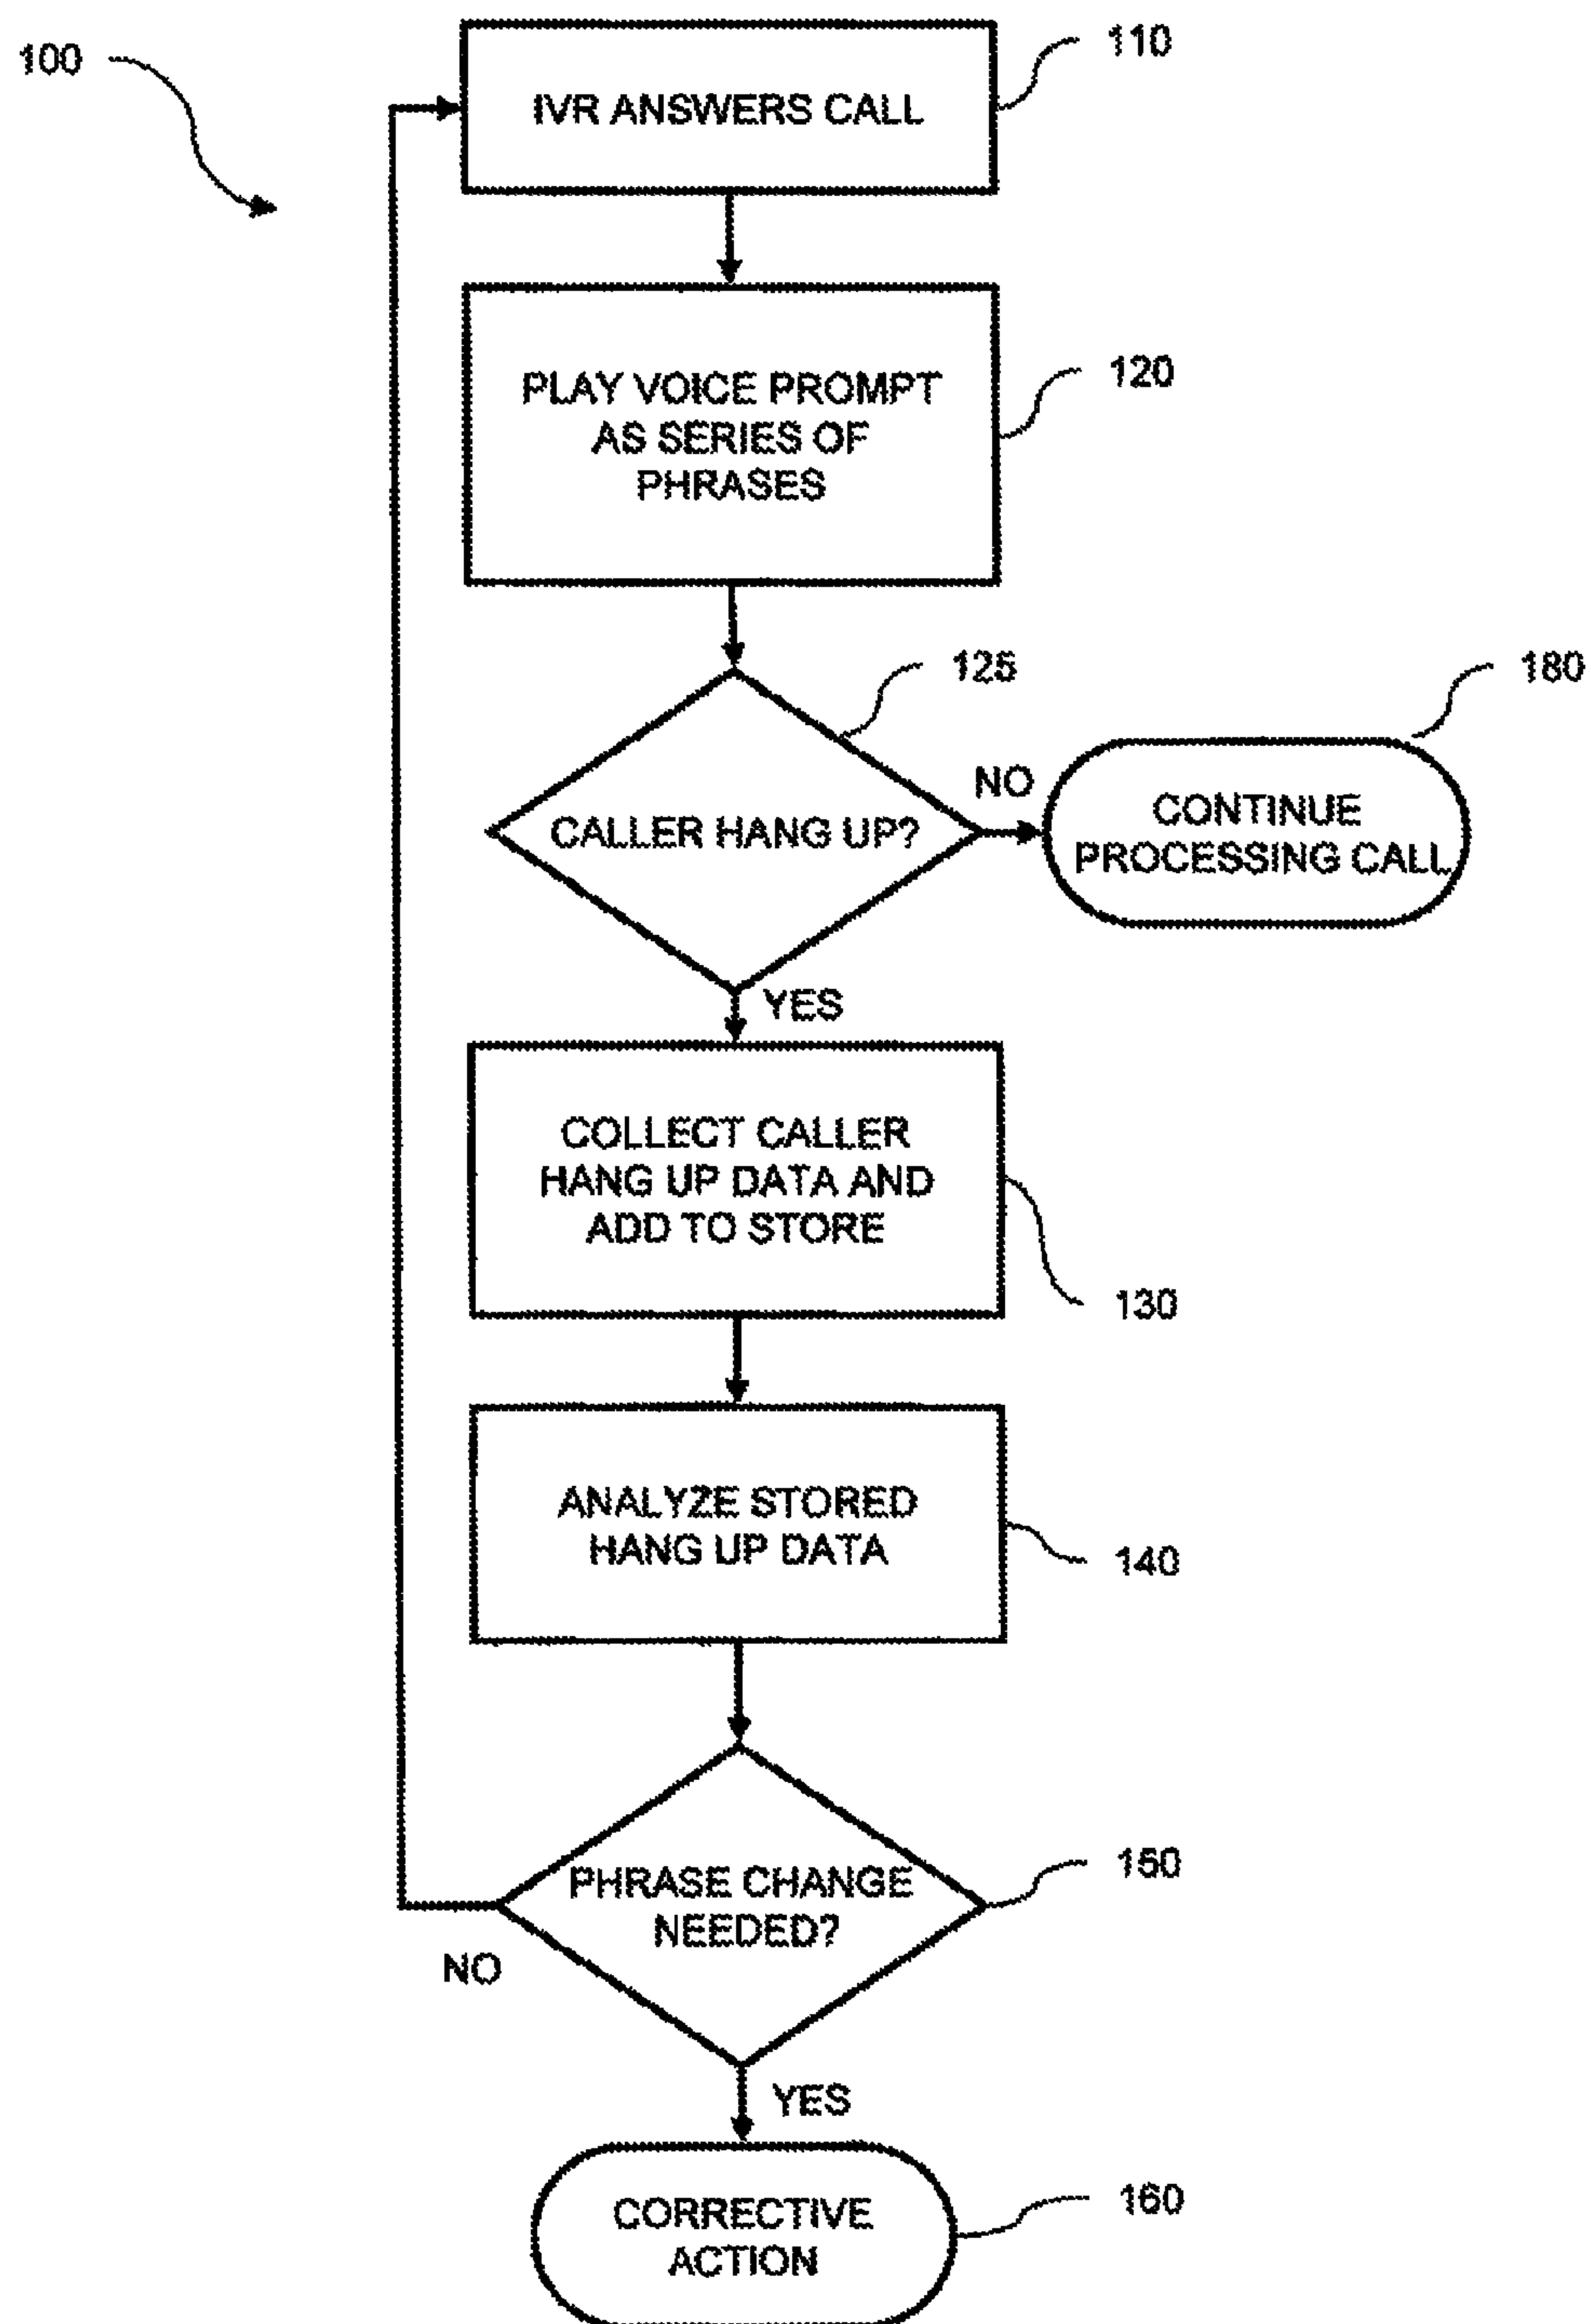 100
IVR ANSWERS CALL
110
PLAY VOICE PROMPT
AS SERIES OF
PHRASES
120
CALLER HANG UP?
125
NO
CONTINUE
PROCESSING CALL
180
YES
COLLECT CALLER
HANG UP DATA AND
ADD TO STORE
130
ANALYZE STORED
HANG UP DATA
140
PHRASE CHANGE
NEEDED?
150
NO
YES
CORRECTIVE
ACTION
160